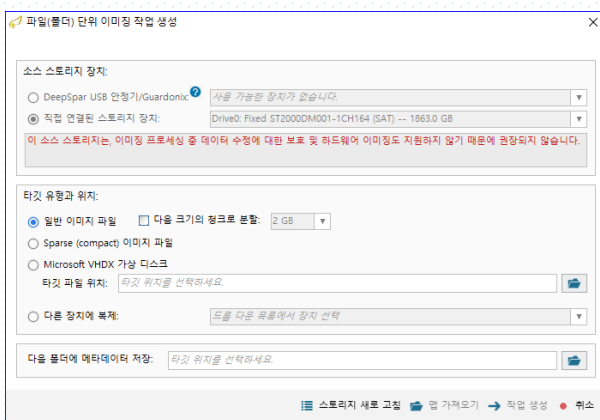 파일(폴더) 단위 이미징 작업 생성
소스 스토리지 장치:
DeepSpar USB 안정기/Guardonix: 사용 가능한 장치가 없습니다.
직접 연결된 스토리지 장치: Drive0: Fixed ST2000DM001-1CH164 (SAT) -- 1863.0 GB
이 소스 스토리지는, 이미징 프로세싱 중 데이터 수정에 대한 보호 및 하드웨어 이미징도 지원하지 않기 때문에 권장되지 않습니다.
타깃 유형과 위치:
일반 이미지 파일 다음 크기의 청크로 분할: 2 GB
Sparse (compact) 이미지 파일
Microsoft VHDX 가상 디스크
타깃 파일 위치: 타깃 위치를 선택하세요.
다른 장치에 복제: 드롭 다운 목록에서 장치 선택
다음 폴더에 메타데이터 저장: 타깃 위치를 선택하세요.
스토리지 새로 고침 맵 가져오기 작업 생성 취소